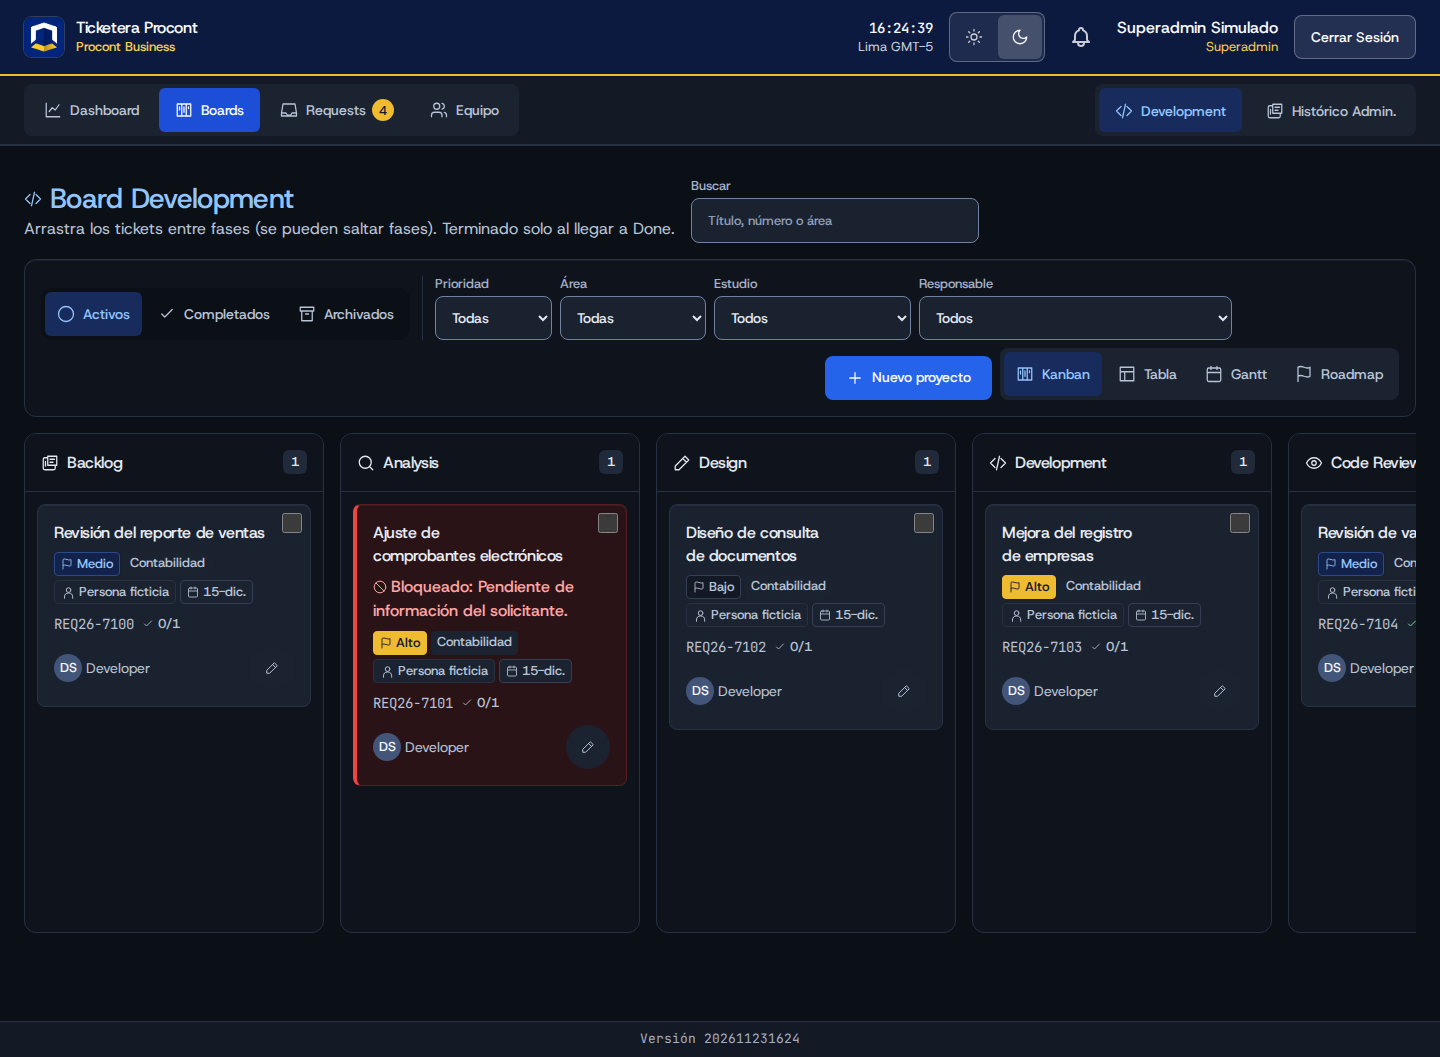 Ticketera Procont
Procont Business
16:24:39
Lima GMT-5
Superadmin Simulado
Superadmin
Cerrar Sesión
Dashboard
Boards
Requests 4
Equipo
Development
Histórico Admin.
Board Development
Arrastra los tickets entre fases (se pueden saltar fases). Terminado solo al llegar a Done.
Buscar
Título, número o área
Activos
Completados
Archivados
Prioridad
Todas
Área
Todas
Estudio
Todos
Responsable
Todos
Nuevo proyecto
Kanban
Tabla
Gantt
Roadmap
Backlog 1
Revisión del reporte de ventas
Medio Contabilidad
Persona ficticia 15-dic.
REQ26-7100 0/1
DS Developer
Analysis 1
Ajuste de
comprobantes electrónicos
Bloqueado: Pendiente de
información del solicitante.
Alto Contabilidad
Persona ficticia 15-dic.
REQ26-7101 0/1
DS Developer
Design 1
Diseño de consulta
de documentos
Bajo Contabilidad
Persona ficticia 15-dic.
REQ26-7102 0/1
DS Developer
Development 1
Mejora del registro
de empresas
Alto Contabilidad
Persona ficticia 15-dic.
REQ26-7103 0/1
DS Developer
Code Review
Revisión de va
Medio Con
Persona ficti
REQ26-7104
DS Developer
Versión 202611231624